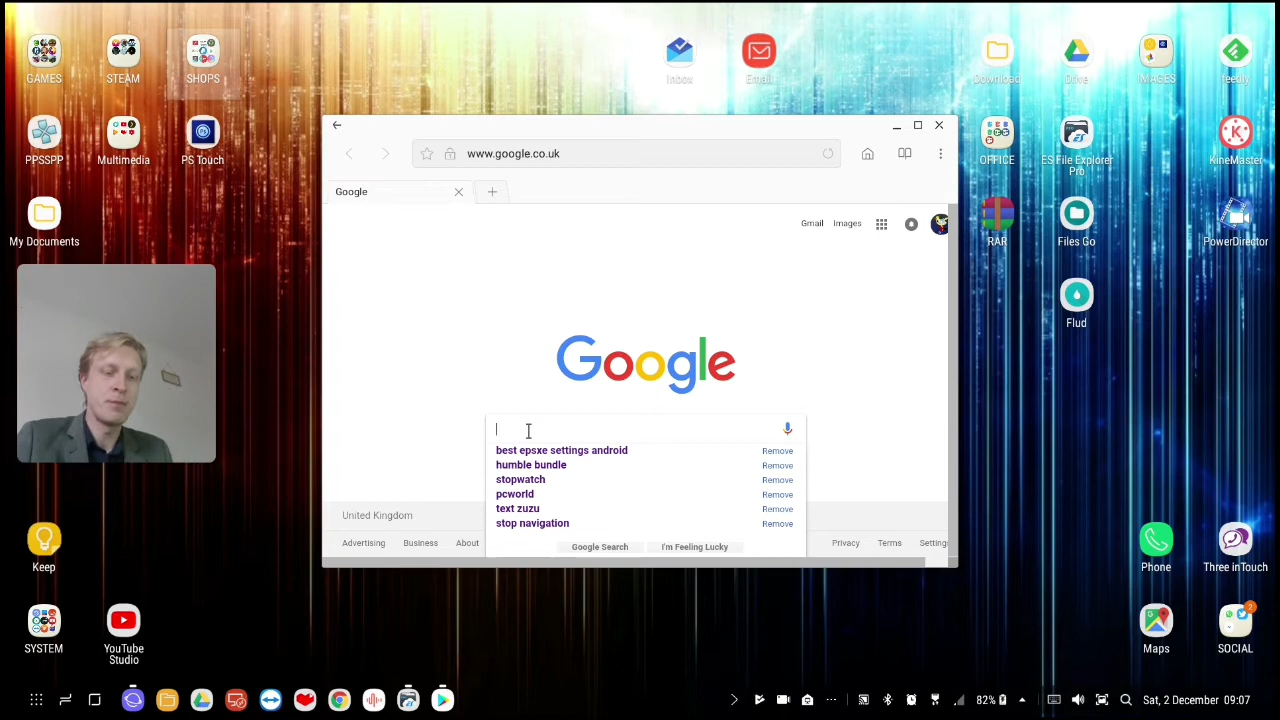 GAMES
STEAM
SHOPS
Inbox
Email
Download
Drive
IMAGES
feedly
PPSSPP
Multimedia
PS Touch
OFFICE
ES File Explorer
Pro
KineMaster
My Documents
RAR
Files Go
PowerDirector
Flud
www.google.co.uk
Google
Gmail
Images
Google
best epsxe settings android
Remove
humble bundle
Remove
stopwatch
Remove
pcworld
Remove
text zuzu
Remove
stop navigation
Remove
Google Search
I'm Feeling Lucky
United Kingdom
Advertising
Business
About
Privacy
Terms
Settings
Keep
Phone
Three inTouch
SYSTEM
YouTube
Studio
Maps
2
SOCIAL
82%
Sat, 2 December
09:07